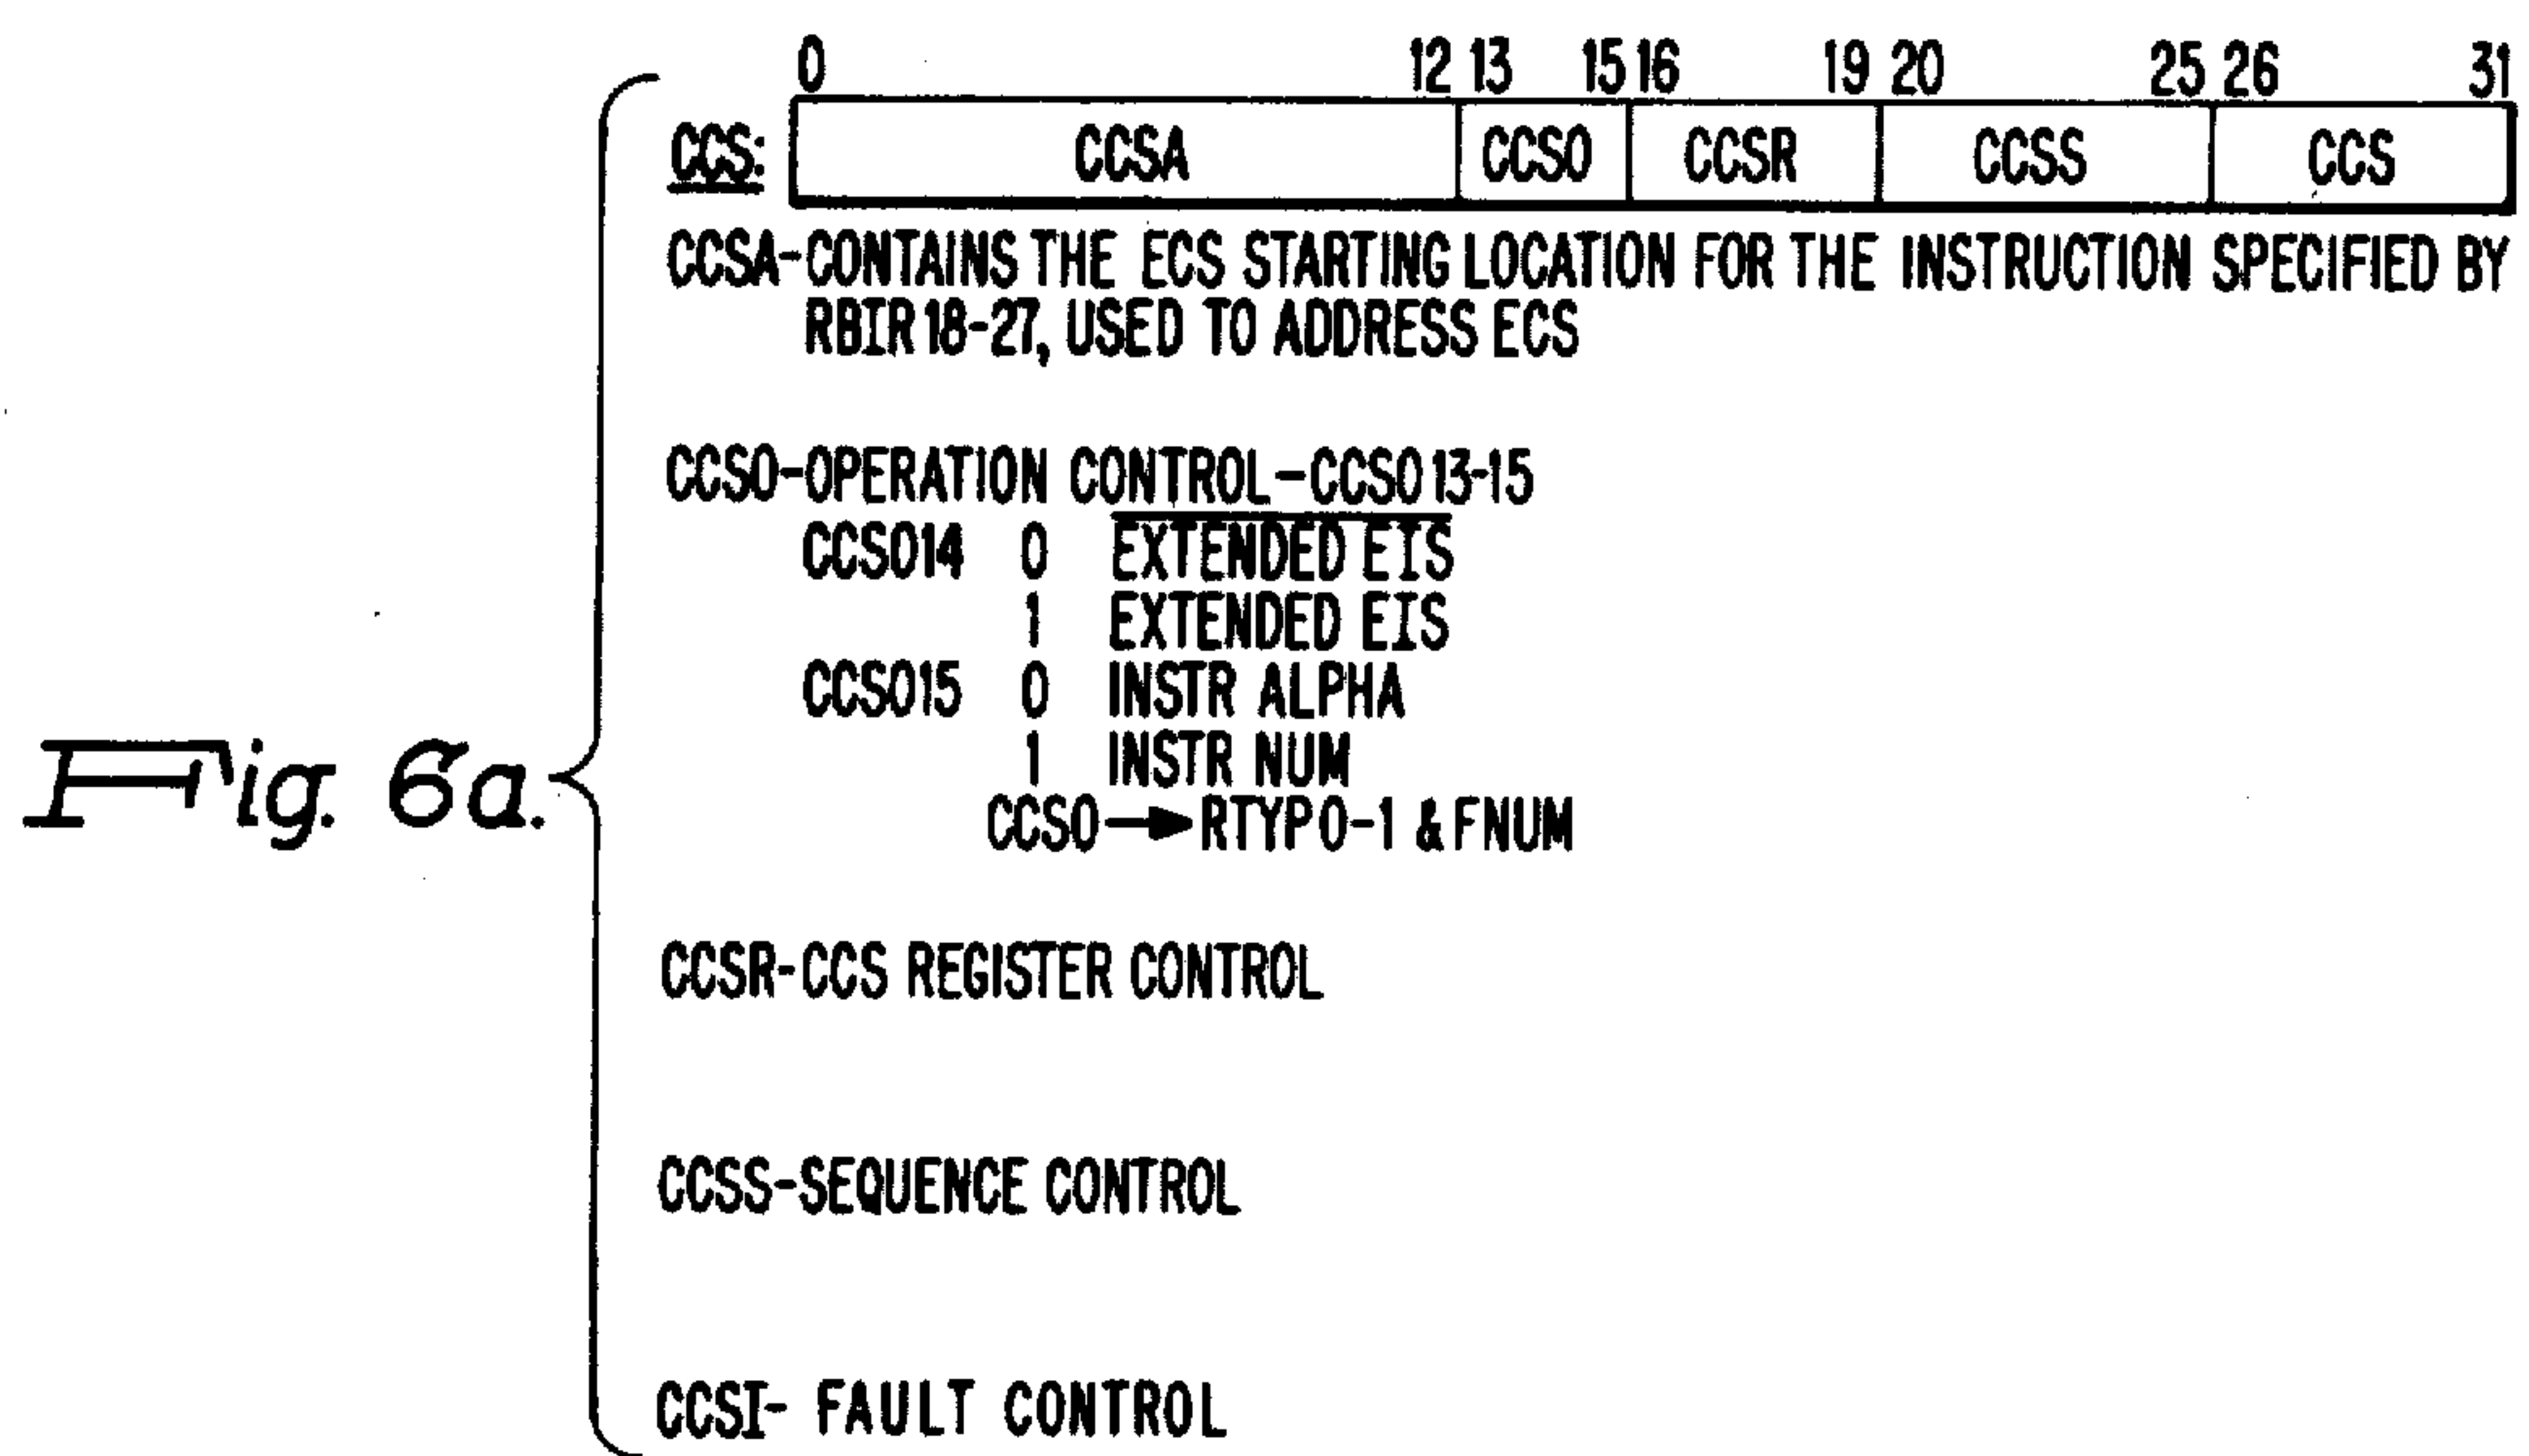 0 12 13 15 16 19 20 25 26 31
CCS: CCSA CCSO CCSR CCSS CCS
CCSA-CONTAINS THE ECS STARTING LOCATION FOR THE INSTRUCTION SPECIFIED BY
RBIR 18-27, USED TO ADDRESS ECS
CCSO-OPERATION CONTROL-CCSO 13-15
CCSO14 0 EXTENDED EIS
1 EXTENDED EIS
CCSO15 0 INSTR ALPHA
1 INSTR NUM
CCSO→RTYP0-1 & FNUM
Fig. 6a.
CCSR-CCS REGISTER CONTROL
CCSS-SEQUENCE CONTROL
CCSI- FAULT CONTROL